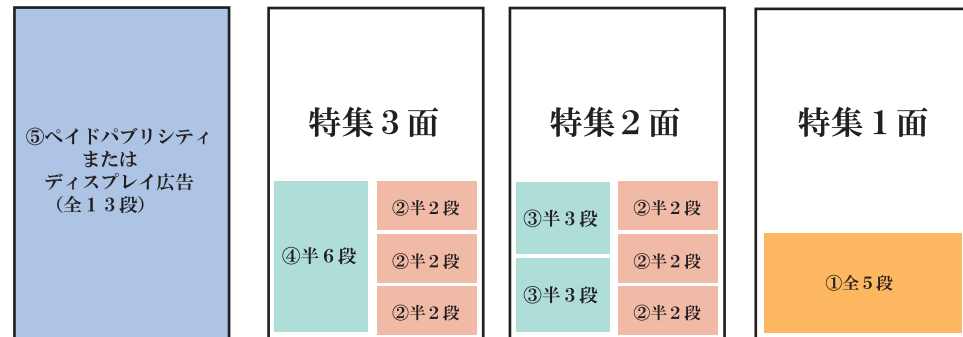 ⑤ペイドパブリシティ
または
ディスプレイ広告
(全１３段)
特集３面
④半６段
②半２段
②半２段
②半２段
特集２面
③半３段
③半３段
②半２段
②半２段
②半２段
特集１面
①全５段